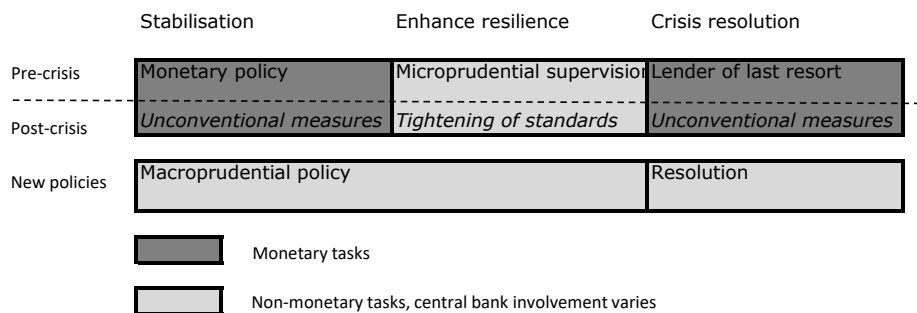 Stabilisation Enhance resilience Crisis resolution
Pre-crisis Monetary policy Microprudential supervision Lender of last resort
Post-crisis Unconventional measures Tightening of standards Unconventional measures
New policies Macroprudential policy Resolution
Monetary tasks
Non-monetary tasks, central bank involvement varies